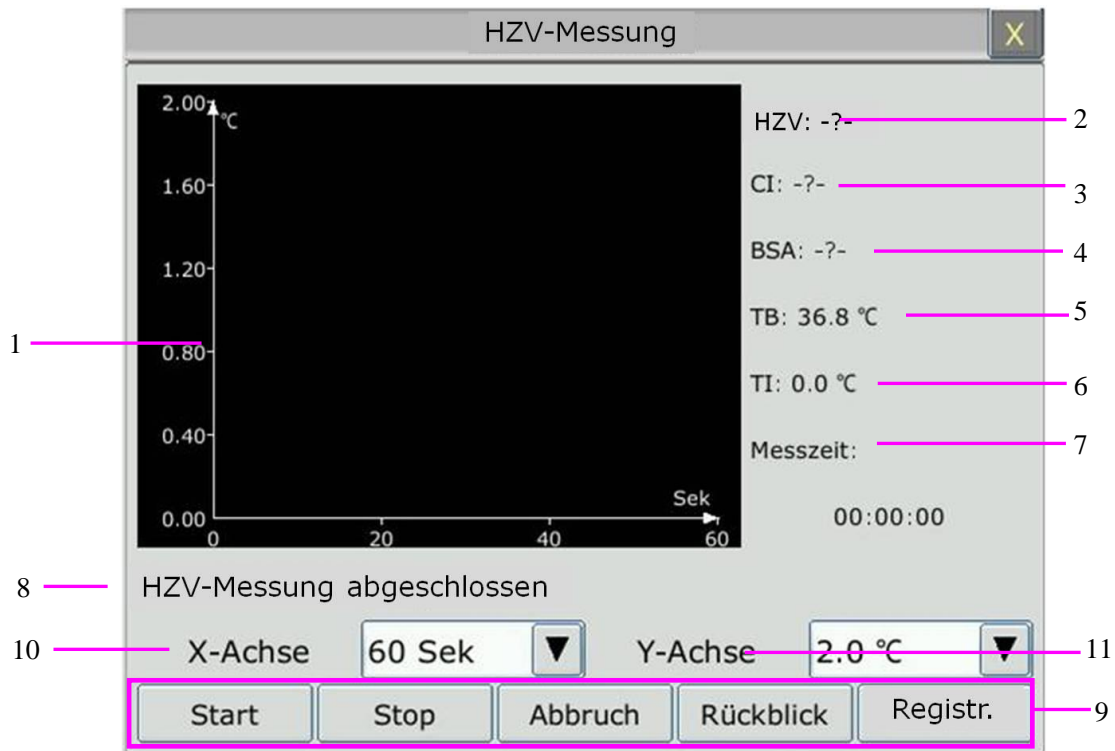 HZV-Messung X
2.00 ℃
1.60
1.20
0.80
0.40
0.00
Sek
0 20 40 60
HZV: -?-
CI: -?-
BSA: -?-
TB: 36.8 ℃
TI: 0.0 ℃
Messzeit:
00:00:00
1
2
3
4
5
6
7
8
HZV-Messung abgeschlossen
10
X-Achse 60 Sek ▼ Y-Achse 2.0 ℃ ▼
11
Start Stop Abbruch Rückblick Registr.
9